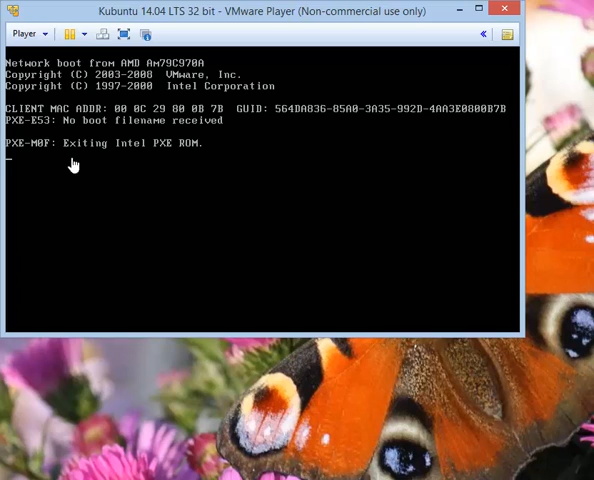 Kubuntu 14.04 LTS 32 bit - VMware Player (Non-commercial use only)
Player
Network boot from AMD Am79C970A
Copyright (C) 2003-2008  VMware, Inc.
Copyright (C) 1997-2000  Intel Corporation
CLIENT MAC ADDR: 00 0C 29 80 0B 7B  GUID: 564DA836-85A0-3A35-992D-4AA3E0800B7B
PXE-E53: No boot filename received
PXE-M0F: Exiting Intel PXE ROM.